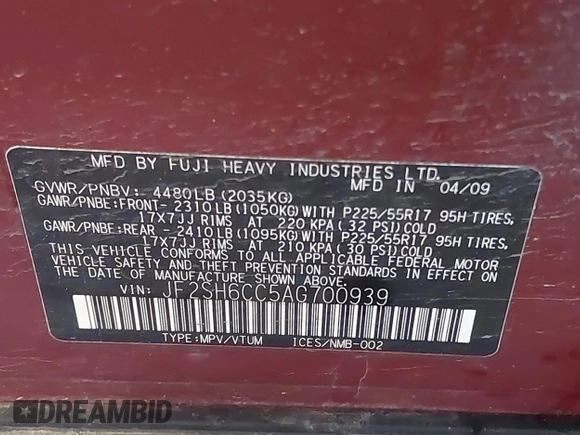 MFD BY FUJI HEAVY INDUSTRIES LTD.
GVWR/PNBV: 4480LB (2035KG) MFD IN 04/09
GAWR/PNBE:FRONT- 2310LB (1050KG) WITH P225/55R17 95H TIRES,
17X7JJ RIMS AT 220 KPA (32 PSI) COLD
GAWR/PNBE:REAR - 2410LB (1095KG) WITH P225/55R17 95H TIRES,
17X7JJ RIMS AT 210 KPA (30 PSI) COLD
THIS VEHICLE CONFORMS TO ALL APPLICABLE FEDERAL MOTOR
VEHICLE SAFETY AND THEFT PREVENTION STANDARDS IN EFFECT ON
THE DATE OF MANUFACTURE SHOWN ABOVE.
VIN: JF2SH6CC5AG700939
TYPE:MPV/VTUM ICES/NMB-002
DREAMBID